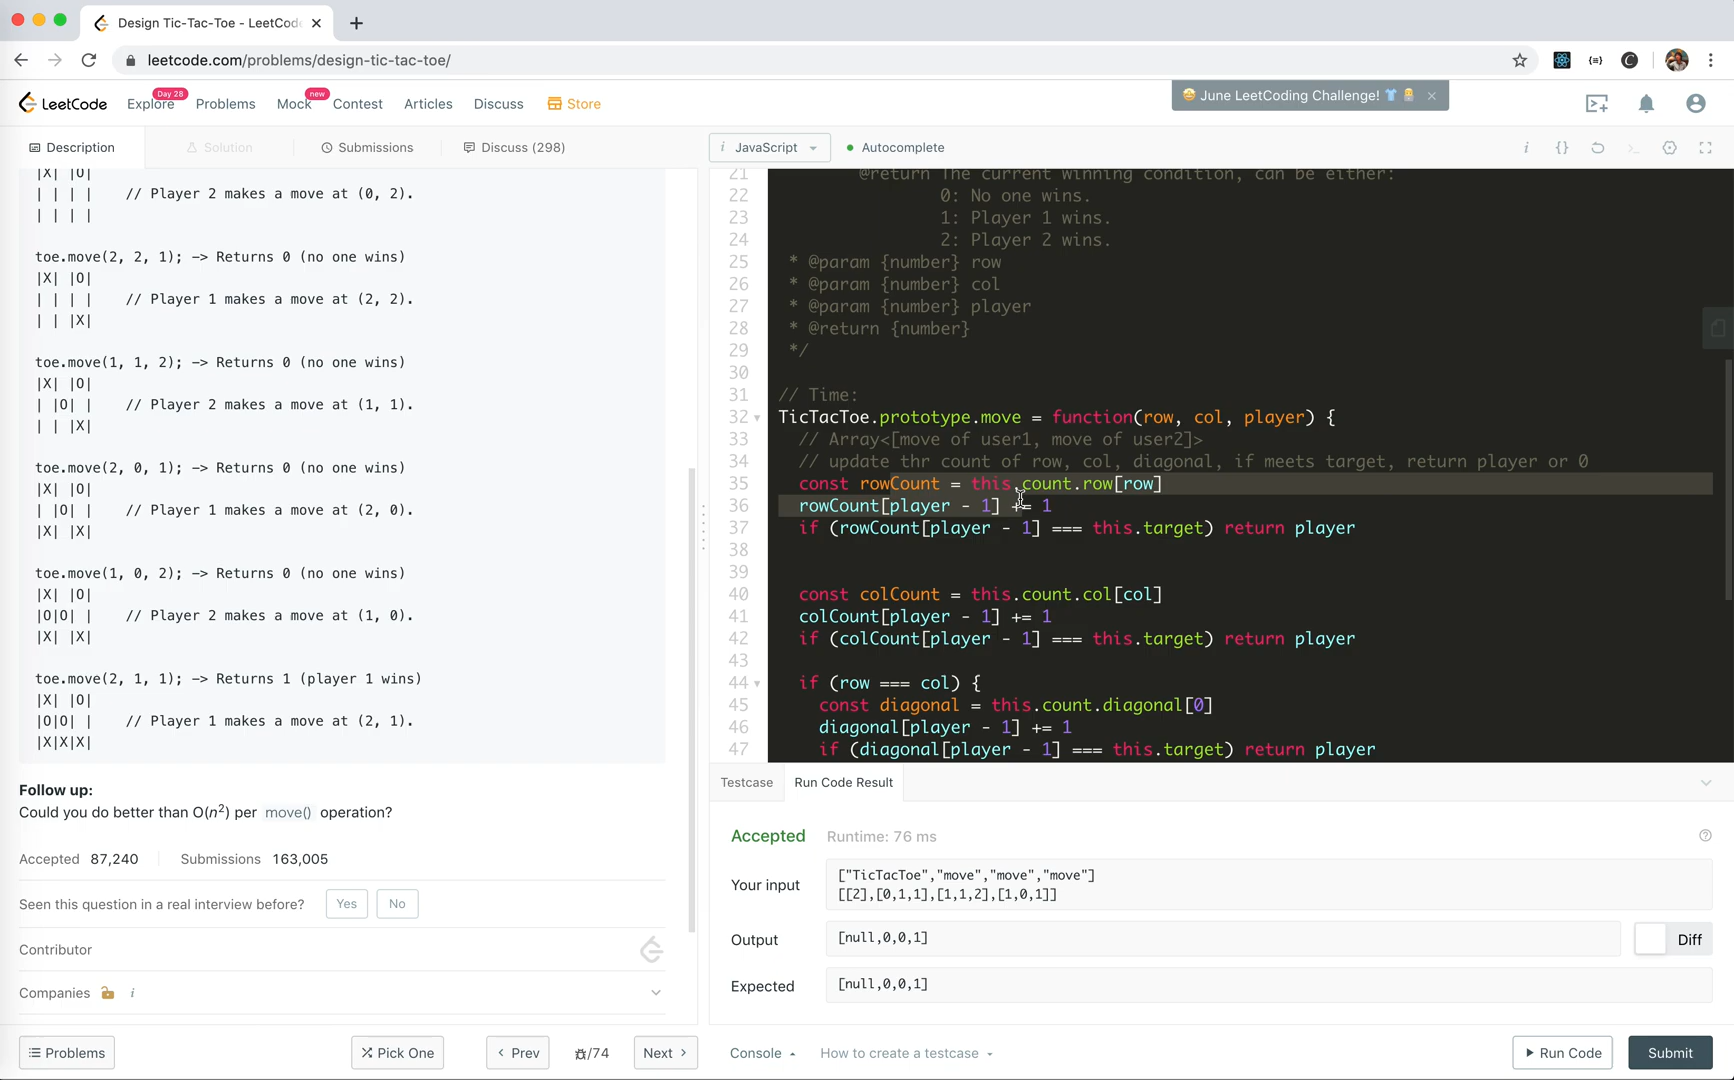 Design Tic-Tac-Toe - LeetCod
leetcode.com/problems/design-tic-tac-toe/
LeetCode
Explore
Day 28
Problems
Mock
new
Contest
Articles
Discuss
Store
June LeetCoding Challenge!
Description
Solution
Submissions
Discuss (298)
|X| |O|
| | | |    // Player 2 makes a move at (0, 2).
| | | |
toe.move(2, 2, 1); -> Returns 0 (no one wins)
|X| |O|
| | | |    // Player 1 makes a move at (2, 2).
| | |X|
toe.move(1, 1, 2); -> Returns 0 (no one wins)
|X| |O|
| |O| |    // Player 2 makes a move at (1, 1).
| | |X|
toe.move(2, 0, 1); -> Returns 0 (no one wins)
|X| |O|
| |O| |    // Player 1 makes a move at (2, 0).
|X| |X|
toe.move(1, 0, 2); -> Returns 0 (no one wins)
|X| |O|
|O|O| |    // Player 2 makes a move at (1, 0).
|X| |X|
toe.move(2, 1, 1); -> Returns 1 (player 1 wins)
|X| |O|
|O|O| |    // Player 1 makes a move at (2, 1).
|X|X|X|
Follow up:
Could you do better than O(n²) per move() operation?
Accepted 87,240 Submissions 163,005
Seen this question in a real interview before? Yes No
Contributor
Companies i
Problems
Pick One
< Prev
/74
Next >
i JavaScript
Autocomplete
i {}
21 @return The current winning condition, can be either:
22 0: No one wins.
23 1: Player 1 wins.
24 2: Player 2 wins.
25 * @param {number} row
26 * @param {number} col
27 * @param {number} player
28 * @return {number}
29 */
30
31 // Time:
32 TicTacToe.prototype.move = function(row, col, player) {
33 // Array<[move of user1, move of user2]>
34 // update thr count of row, col, diagonal, if meets target, return player or 0
35 const rowCount = this.count.row[row]
36 rowCount[player - 1] += 1
37 if (rowCount[player - 1] === this.target) return player
38
39
40 const colCount = this.count.col[col]
41 colCount[player - 1] += 1
42 if (colCount[player - 1] === this.target) return player
43
44 if (row === col) {
45 const diagonal = this.count.diagonal[0]
46 diagonal[player - 1] += 1
47 if (diagonal[player - 1] === this.target) return player
Testcase
Run Code Result
Accepted Runtime: 76 ms
Your input
["TicTacToe","move","move","move"]
[[2],[0,1,1],[1,1,2],[1,0,1]]
Output
[null,0,0,1]
Diff
Expected
[null,0,0,1]
Console
How to create a testcase
Run Code
Submit